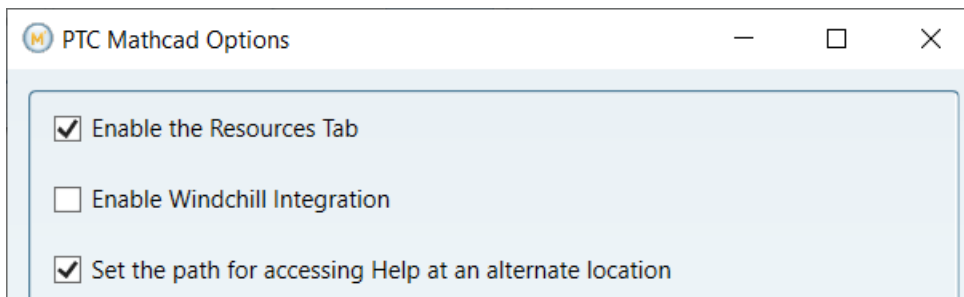 PTC Mathcad Options
Enable the Resources Tab
Enable Windchill Integration
Set the path for accessing Help at an alternate location